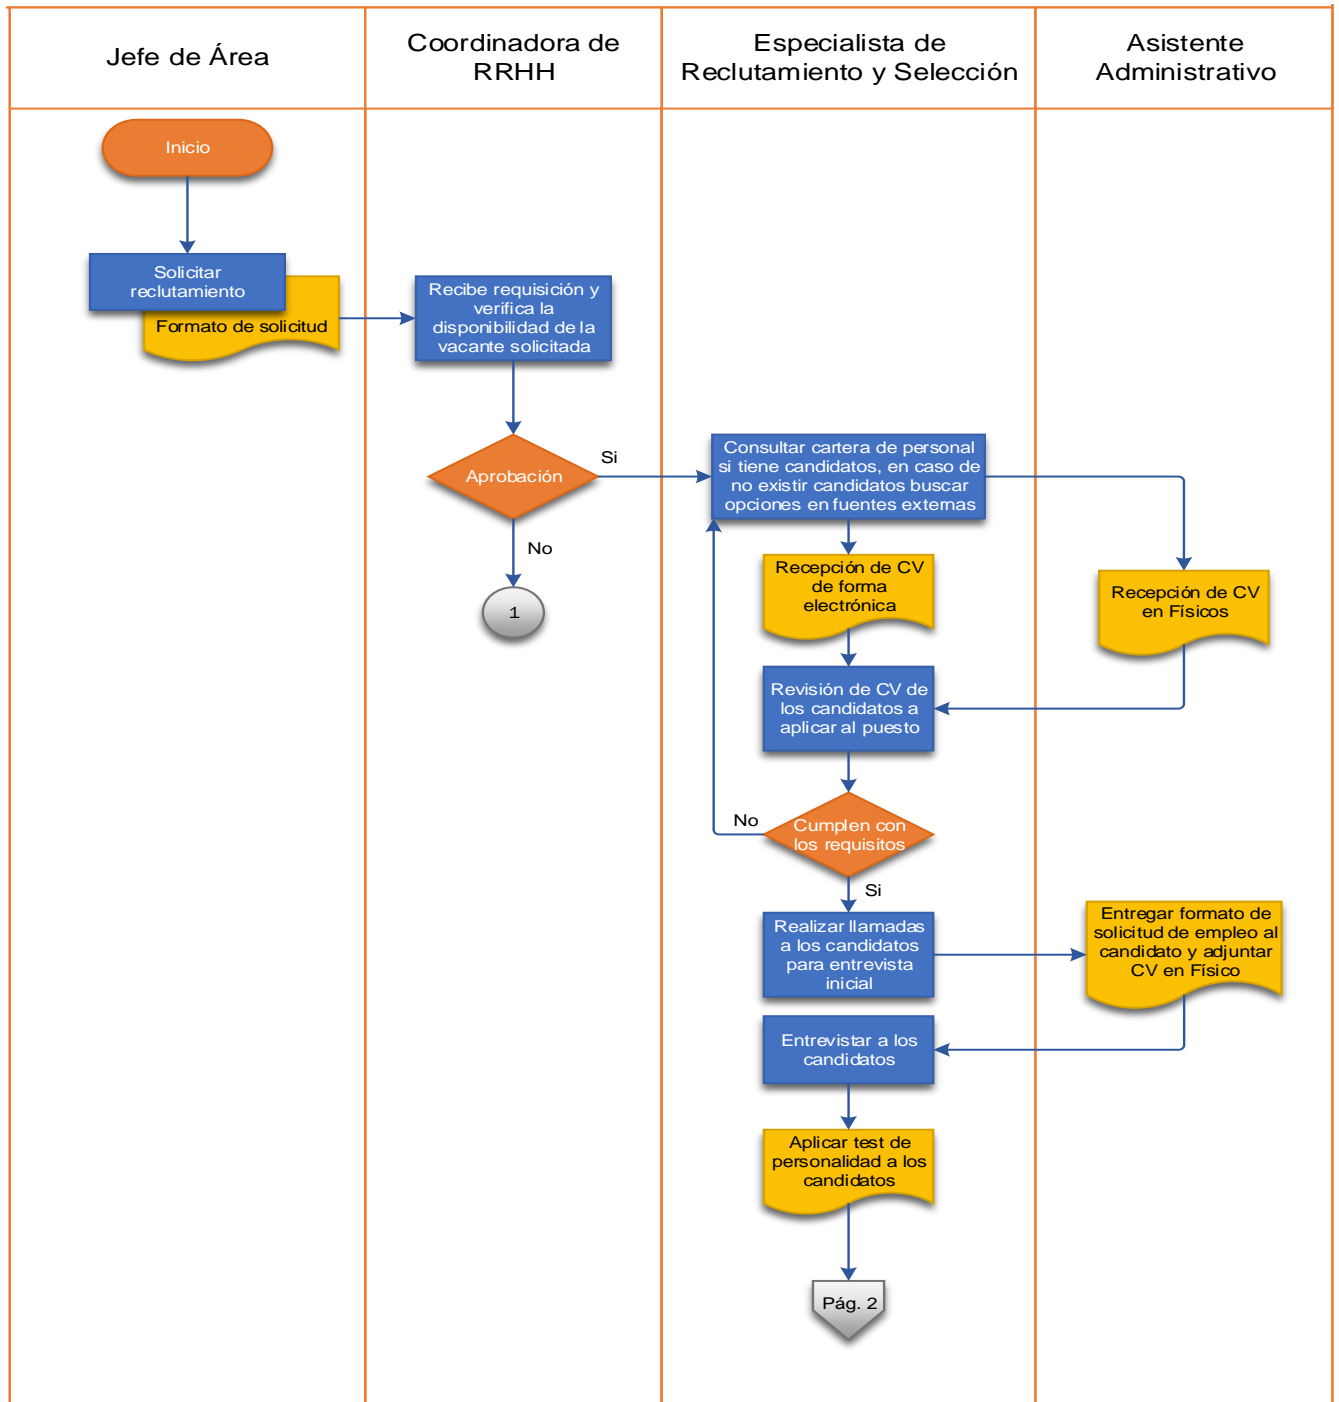 Jefe de Área
Coordinadora de
RRHH
Especialista de
Reclutamiento y Selección
Asistente
Administrativo
Inicio
Solicitar
reclutamiento
Formato de solicitud
Recibe requisición y
verifica la
disponibilidad de la
vacante solicitada
Aprobación
Si
No
1
Consultar cartera de personal
si tiene candidatos, en caso de
no existir candidatos buscar
opciones en fuentes externas
Recepción de CV
de forma
electrónica
Recepción de CV
en Físicos
Revisión de CV de
los candidatos a
aplicar al puesto
Cumplen con
los requisitos
No
Si
Realizar llamadas
a los candidatos
para entrevista
inicial
Entregar formato de
solicitud de empleo al
candidato y adjuntar
CV en Físico
Entrevistar a los
candidatos
Aplicar test de
personalidad a los
candidatos
Pág. 2